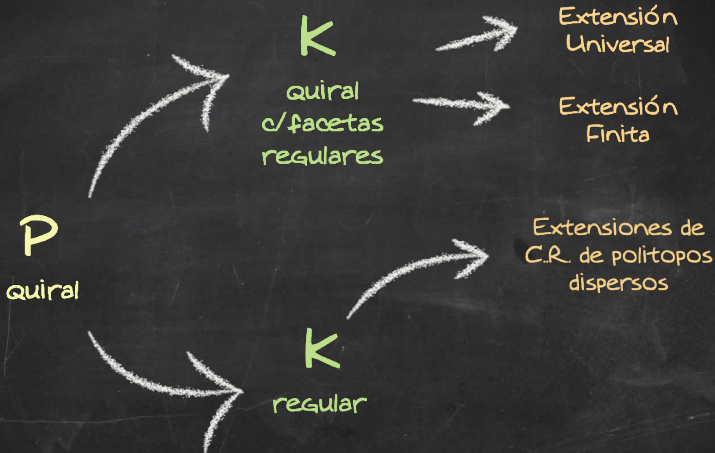 K
quiral
c/facetas
regulares
Extensión
Universal
Extensión
Finita
P
quiral
K
regular
Extensiones de
C.R. de politopos
dispersos